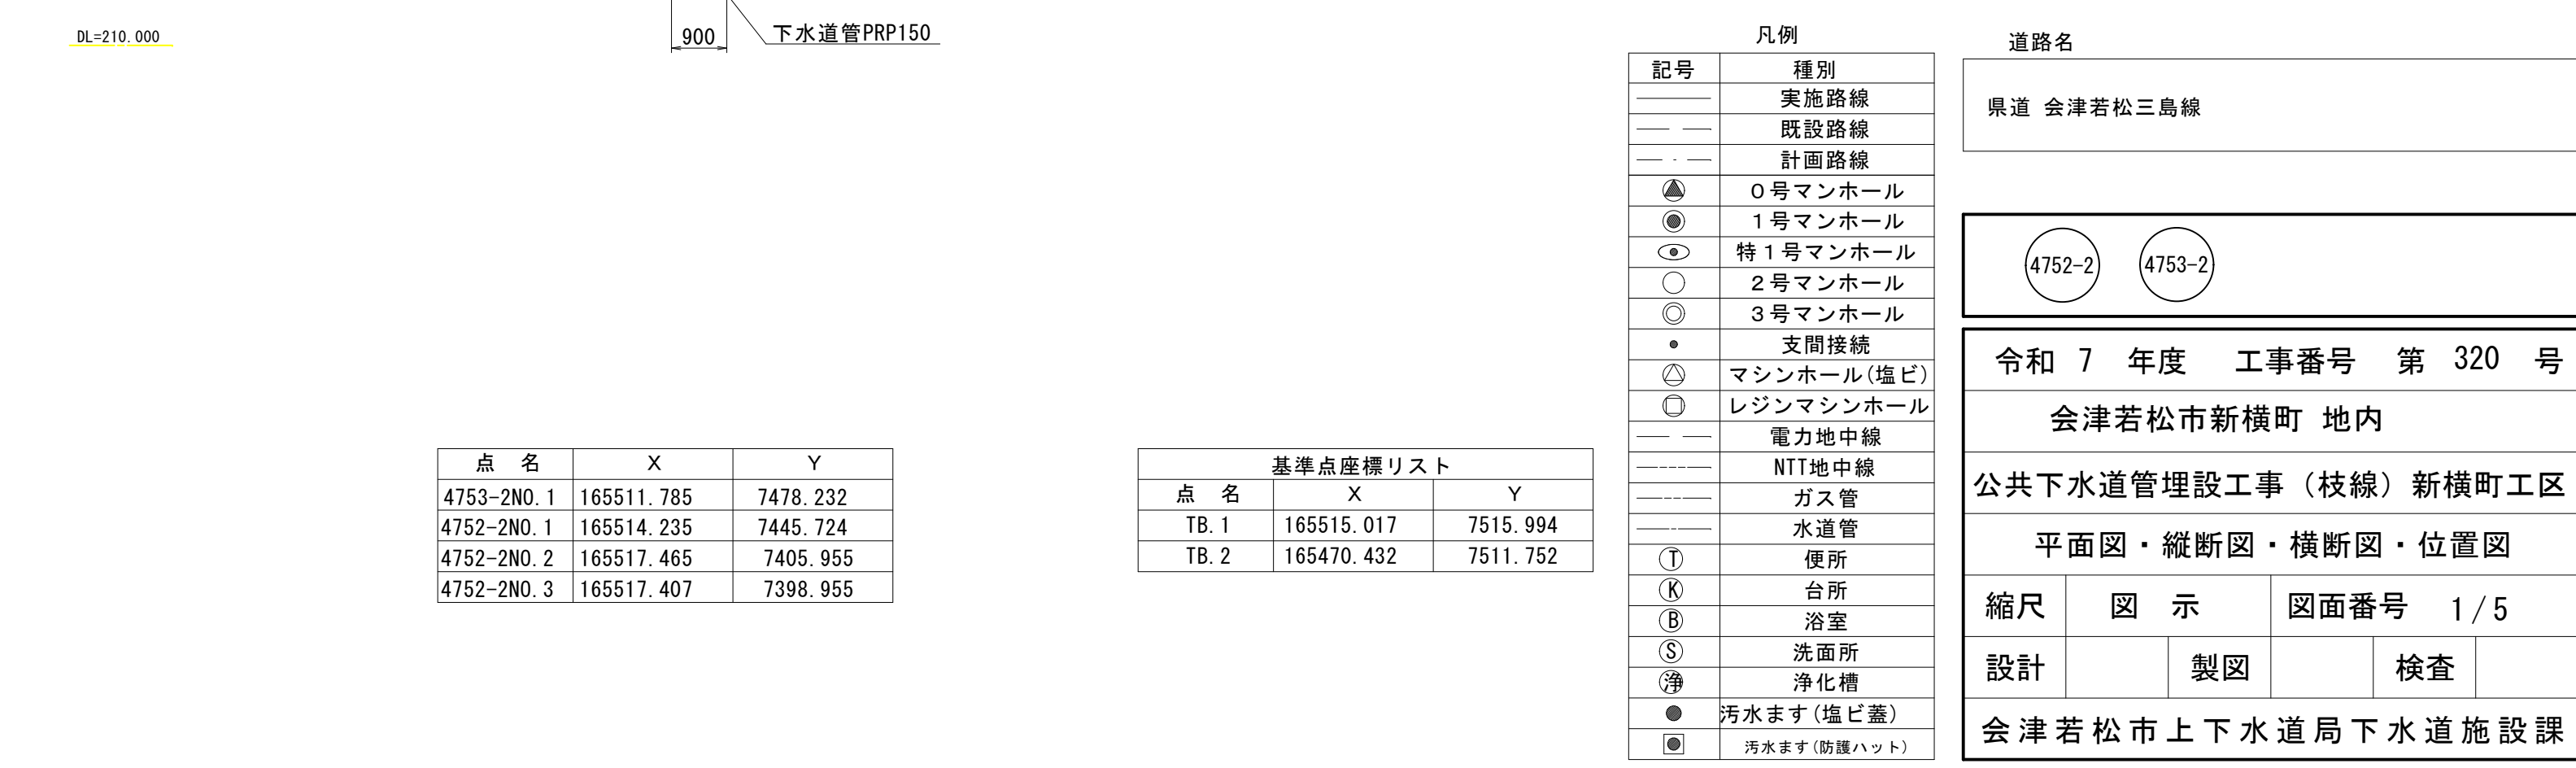 DL=210.000
900
下水道管PRP150
点 名 X Y
4753-2NO.1 165511.785 7478.232
4752-2NO.1 165514.235 7445.724
4752-2NO.2 165517.465 7405.955
4752-2NO.3 165517.407 7398.955
基準点座標リスト
点 名 X Y
TB.1 165515.017 7515.994
TB.2 165470.432 7511.752
凡例
記号 種別
実施路線
既設路線
計画路線
0号マンホール
1号マンホール
特1号マンホール
2号マンホール
3号マンホール
支間接続
マシンホール(塩ビ)
レジンマシンホール
電力地中線
NTT地中線
ガス管
水道管
T 便所
K 台所
B 浴室
S 洗面所
浄 浄化槽
汚水ます(塩ビ蓋)
汚水ます(防護ハット)
道路名
県道 会津若松三島線
4752-2 4753-2
令和 7 年度 工事番号 第 320 号
会津若松市新横町 地内
公共下水道管埋設工事（枝線）新横町工区
平面図・縦断図・横断図・位置図
縮尺 図 示 図面番号 1/5
設計 製図 検査
会津若松市上下水道局下水道施設課